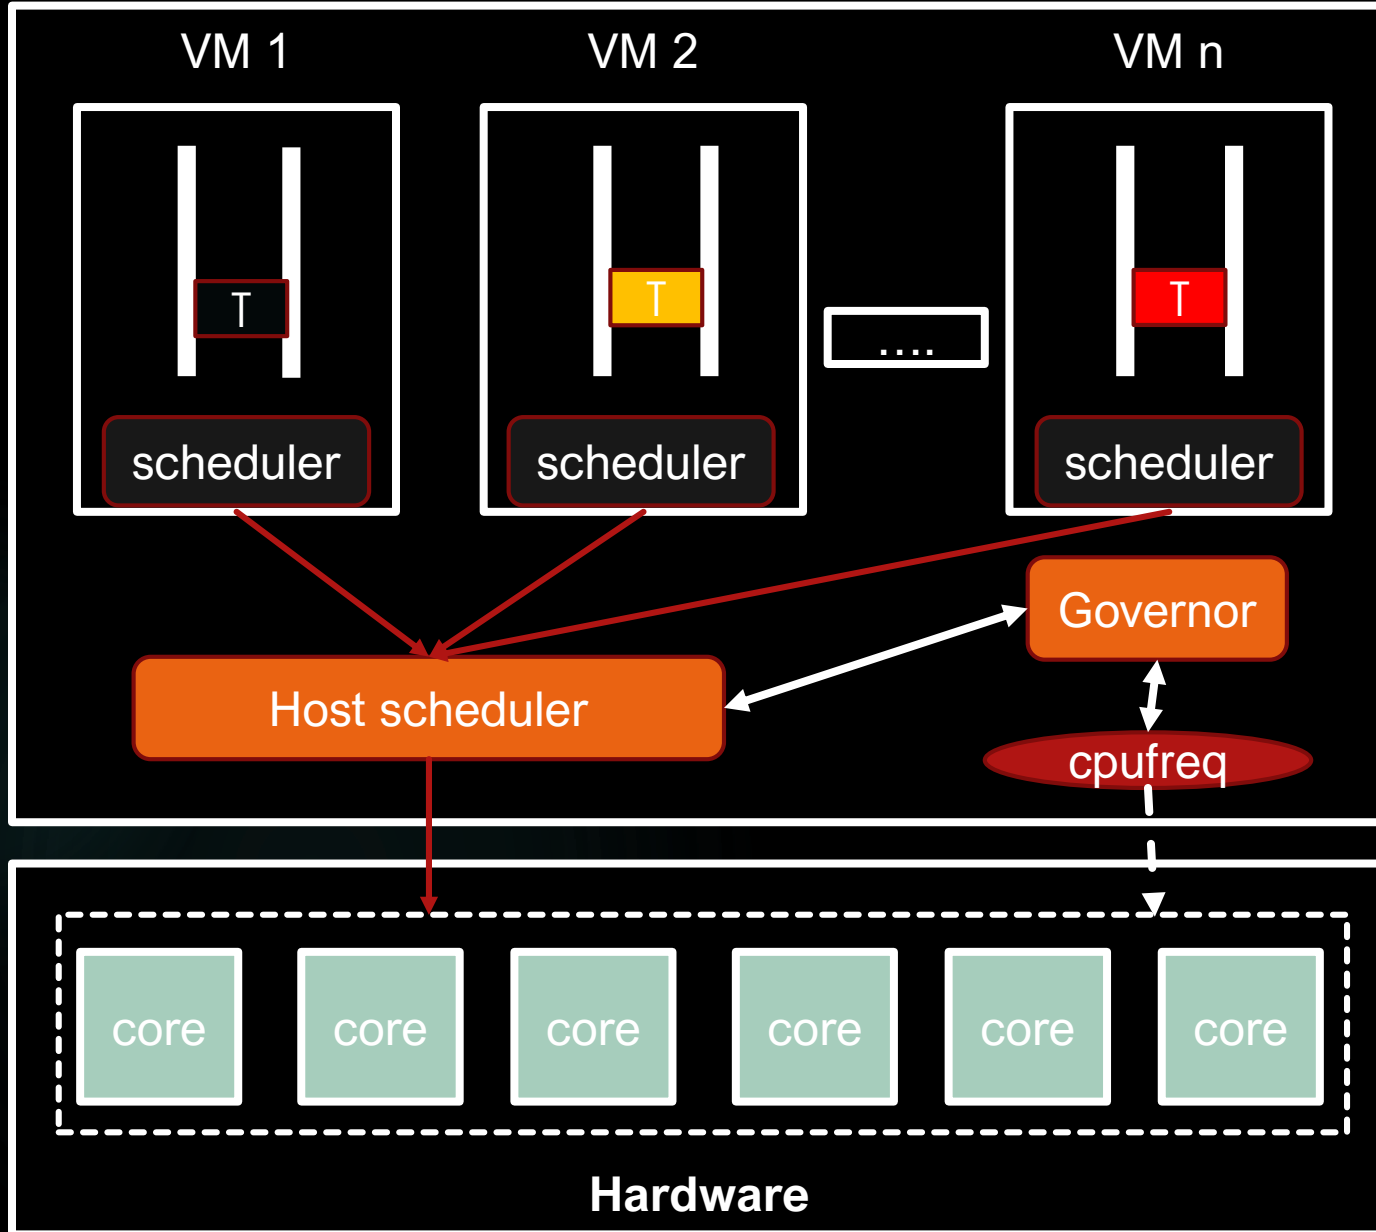 VM 1
VM 2
VM n
T
T
T
....
scheduler
scheduler
scheduler
Governor
Host scheduler
cpufreq
core
core
core
core
core
core
Hardware